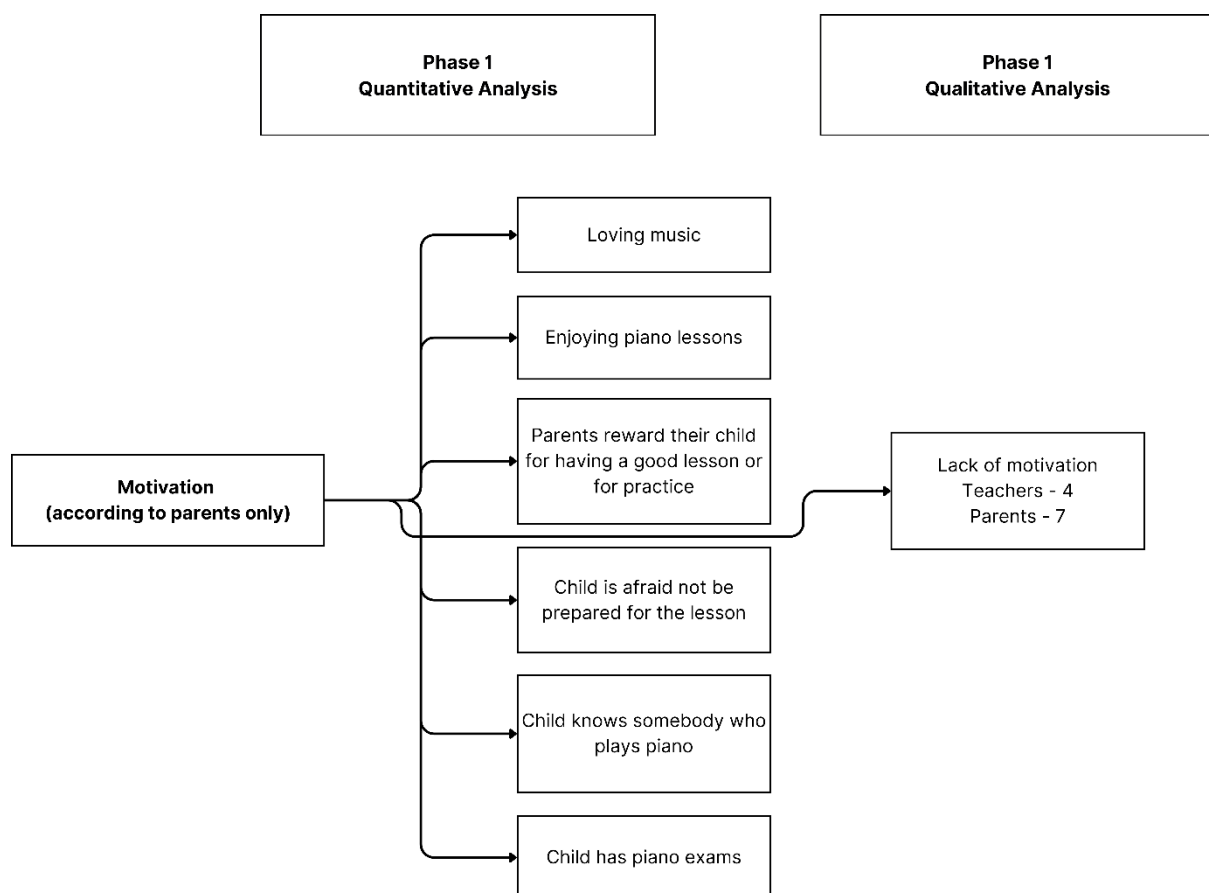 Phase 1
Quantitative Analysis
Phase 1
Qualitative Analysis
Loving music
Enjoying piano lessons
Parents reward their child
for having a good lesson or
for practice
Motivation
(according to parents only)
Lack of motivation
Teachers - 4
Parents - 7
Child is afraid not be
prepared for the lesson
Child knows somebody who
plays piano
Child has piano exams